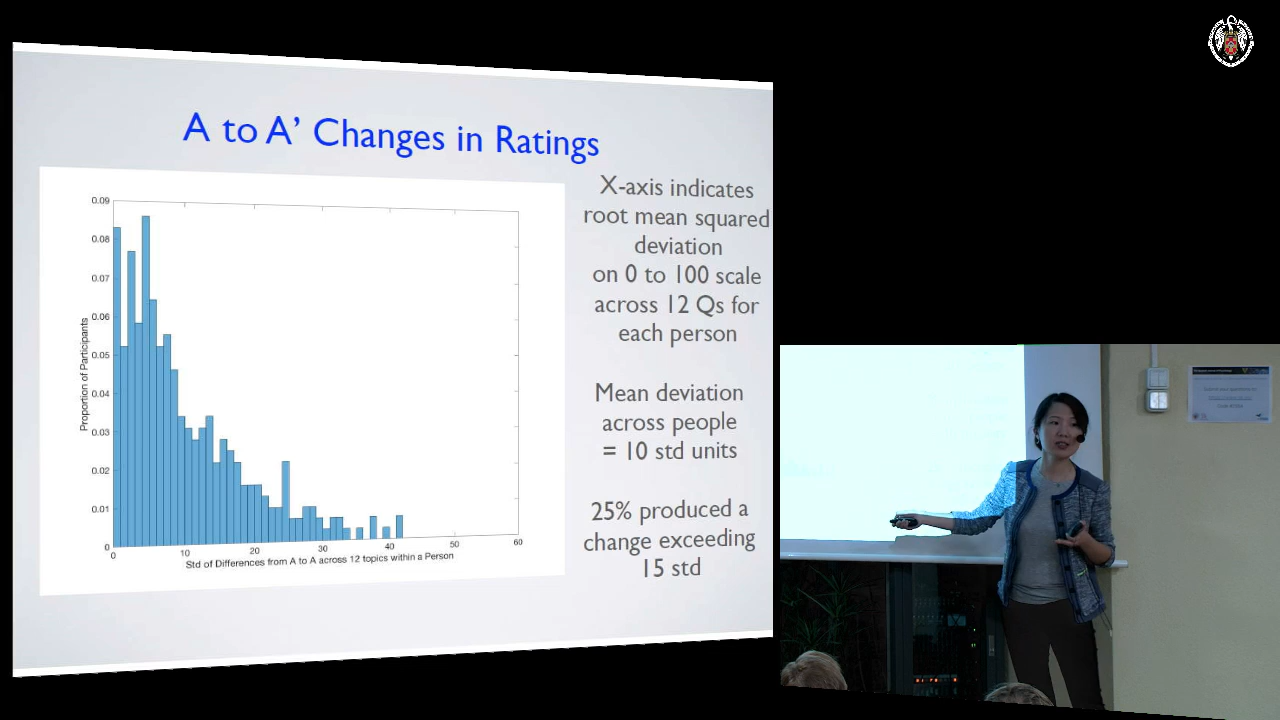 A to A' Changes in Ratings
X-axis indicates
root mean squared
deviation
on 0 to 100 scale
across 12 Qs for
each person
Mean deviation
across people
= 10 std units
25% produced a
change exceeding
15 std
0.09
0.08
0.07
0.06
0.05
0.04
0.03
0.02
0.01
0
Proportion of Participants
0 10 20 30 40 50 60
Std of Differences from A to A across 12 topics within a Person